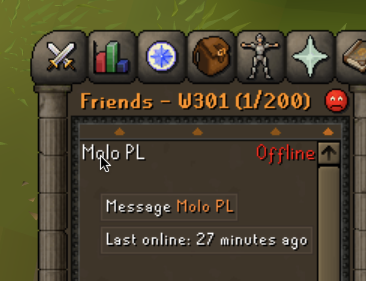 Friends - W301 (1/200)
Molo PL Offline
Message Molo PL
Last online: 27 minutes ago